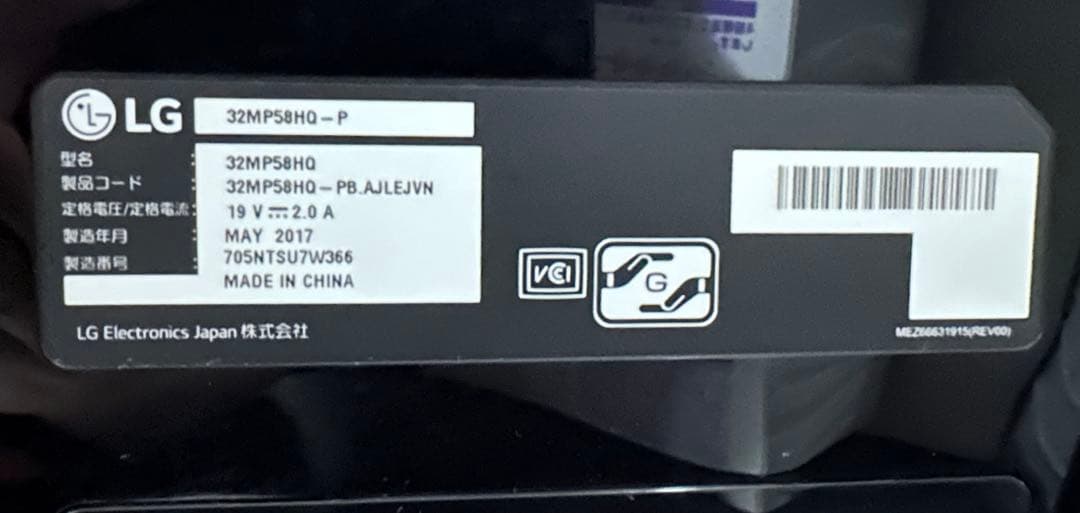 LG 32MP58HQ-P
型名 : 32MP58HQ
製品コード : 32MP58HQ-PB.AJLEJVN
定格電圧/定格電流: 19 V⎓2.0 A
製造年月 : MAY 2017
製造番号 : 705NTSU7W366
MADE IN CHINA
VCCI
G
LG Electronics Japan 株式会社
MEZ66631915(REV00)